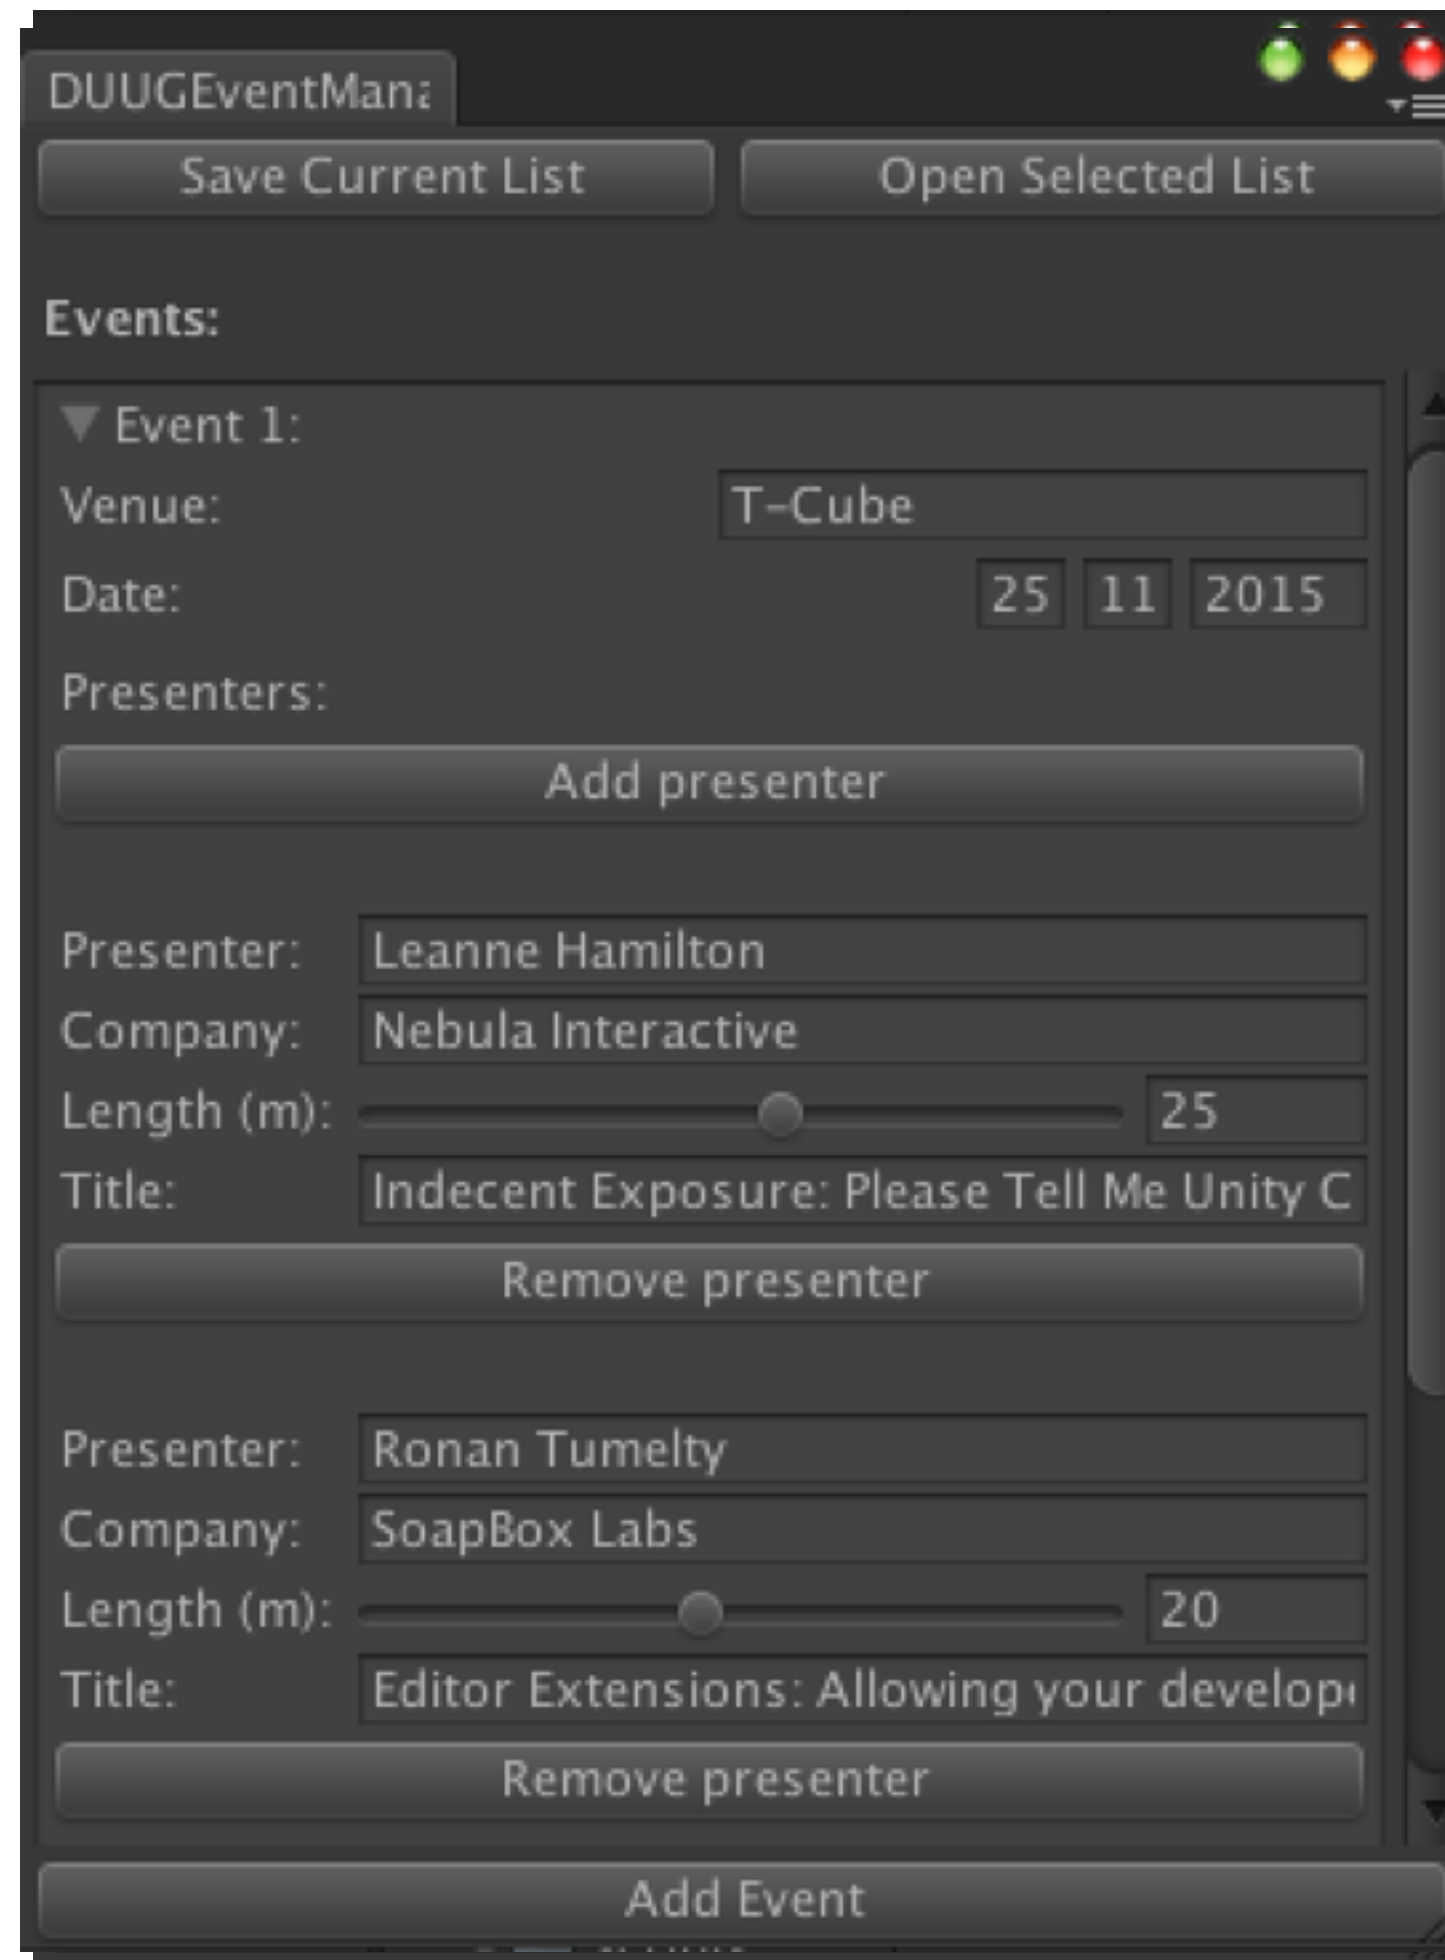 DUUGEventMana
Save Current List Open Selected List
Events:
Event 1:
Venue: T-Cube
Date: 25 11 2015
Presenters:
Add presenter
Presenter: Leanne Hamilton
Company: Nebula Interactive
Length (m): 25
Title: Indecent Exposure: Please Tell Me Unity C
Remove presenter
Presenter: Ronan Tumelty
Company: SoapBox Labs
Length (m): 20
Title: Editor Extensions: Allowing your develope
Remove presenter
Add Event